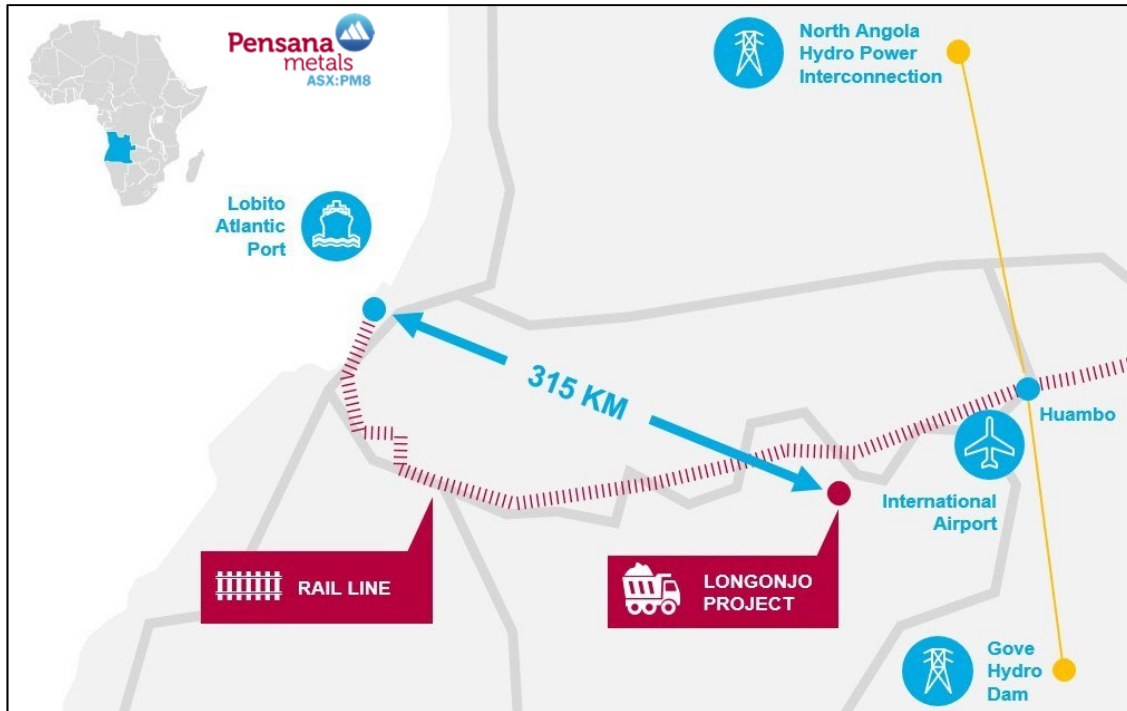 Pensana
metals
ASX:PM8
North Angola
Hydro Power
Interconnection
Lobito
Atlantic
Port
315 KM
Huambo
International
Airport
RAIL LINE
LONGONJO
PROJECT
Gove
Hydro
Dam